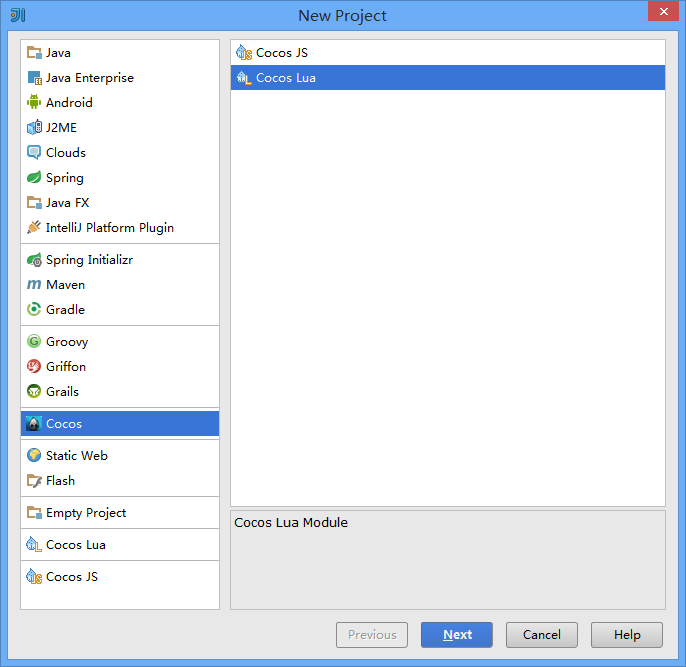 New Project
Java
Java Enterprise
Android
J2ME
Clouds
Spring
Java FX
IntelliJ Platform Plugin
Spring Initializr
Maven
Gradle
Groovy
Griffon
Grails
Cocos
Static Web
Flash
Empty Project
Cocos Lua
Cocos JS
Cocos JS
Cocos Lua
Cocos Lua Module
Previous
Next
Cancel
Help